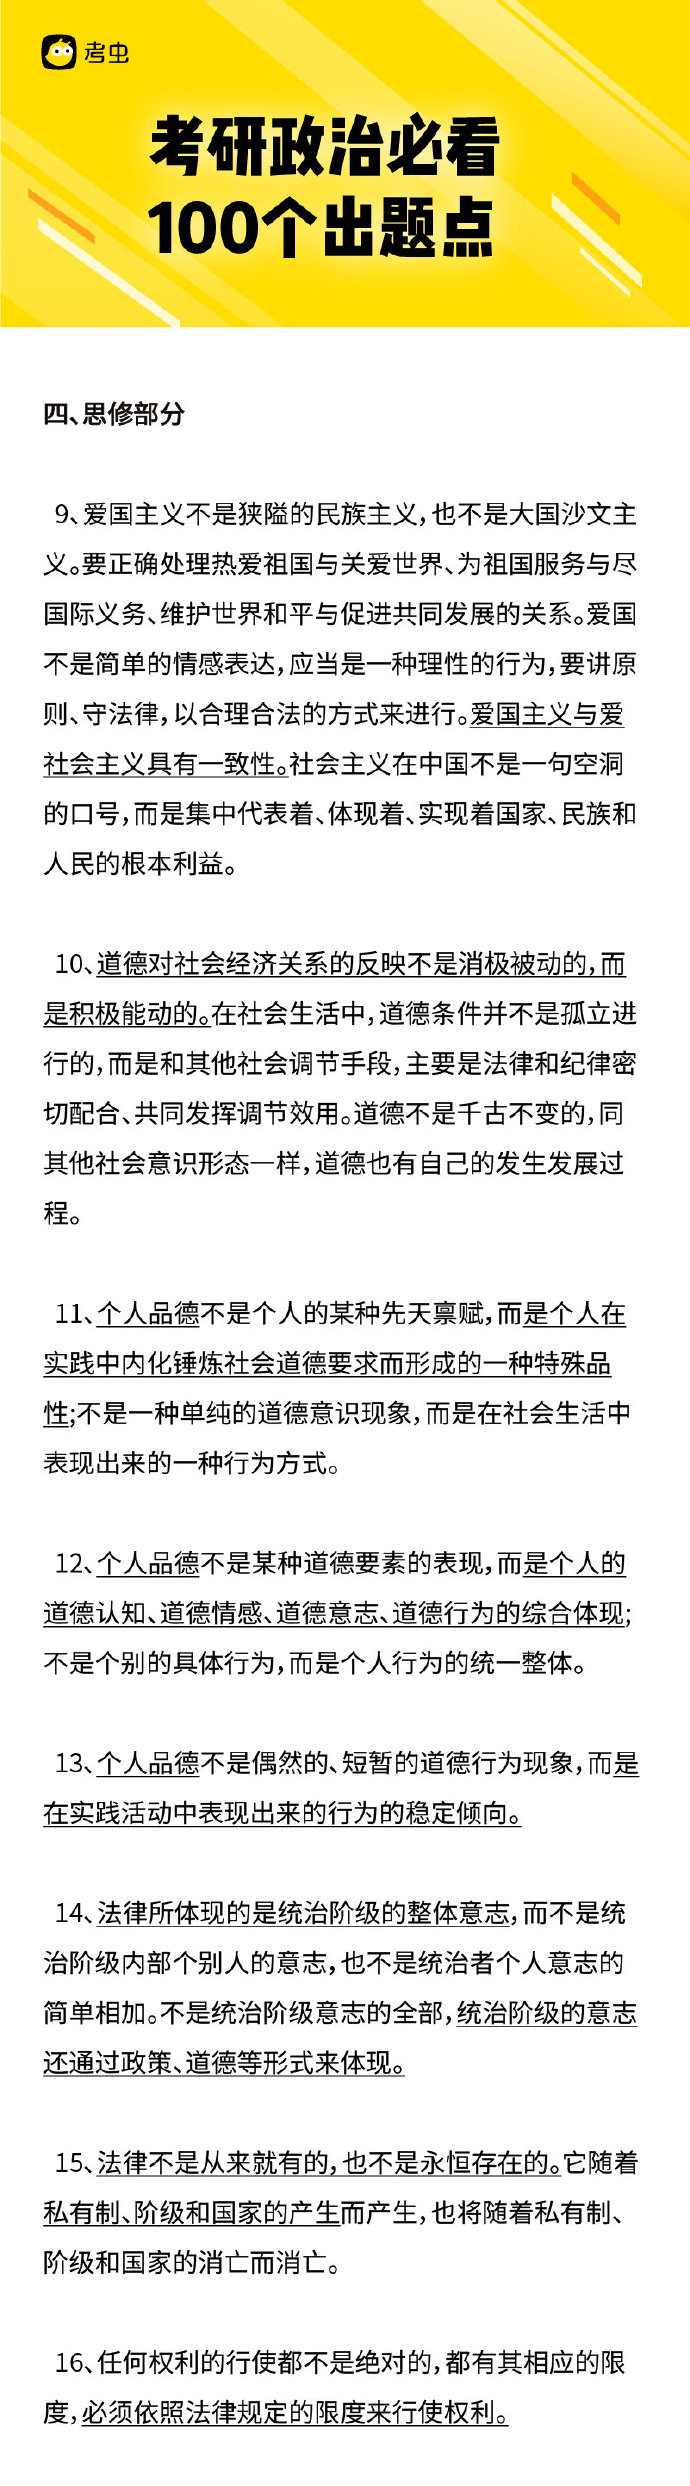 考虫
考研政治必看
100个出题点
四、思修部分
9、爱国主义不是狭隘的民族主义，也不是大国沙文主
义。要正确处理热爱祖国与关爱世界、为祖国服务与尽
国际义务、维护世界和平与促进共同发展的关系。爱国
不是简单的情感表达，应当是一种理性的行为，要讲原
则、守法律，以合理合法的方式来进行。爱国主义与爱
社会主义具有一致性。社会主义在中国不是一句空洞
的口号，而是集中代表着、体现着、实现着国家、民族和
人民的根本利益。
10、道德对社会经济关系的反映不是消极被动的，而
是积极能动的。在社会生活中，道德条件并不是孤立进
行的，而是和其他社会调节手段，主要是法律和纪律密
切配合、共同发挥调节效用。道德不是千古不变的，同
其他社会意识形态一样，道德也有自己的发生发展过
程。
11、个人品德不是个人的某种先天禀赋，而是个人在
实践中内化锤炼社会道德要求而形成的一种特殊品
性;不是一种单纯的道德意识现象，而是在社会生活中
表现出来的一种行为方式。
12、个人品德不是某种道德要素的表现，而是个人的
道德认知、道德情感、道德意志、道德行为的综合体现;
不是个别的具体行为，而是个人行为的统一整体。
13、个人品德不是偶然的、短暂的道德行为现象，而是
在实践活动中表现出来的行为的稳定倾向。
14、法律所体现的是统治阶级的整体意志，而不是统
治阶级内部个别人的意志，也不是统治者个人意志的
简单相加。不是统治阶级意志的全部，统治阶级的意志
还通过政策、道德等形式来体现。
15、法律不是从来就有的，也不是永恒存在的。它随着
私有制、阶级和国家的产生而产生，也将随着私有制、
阶级和国家的消亡而消亡。
16、任何权利的行使都不是绝对的，都有其相应的限
度，必须依照法律规定的限度来行使权利。